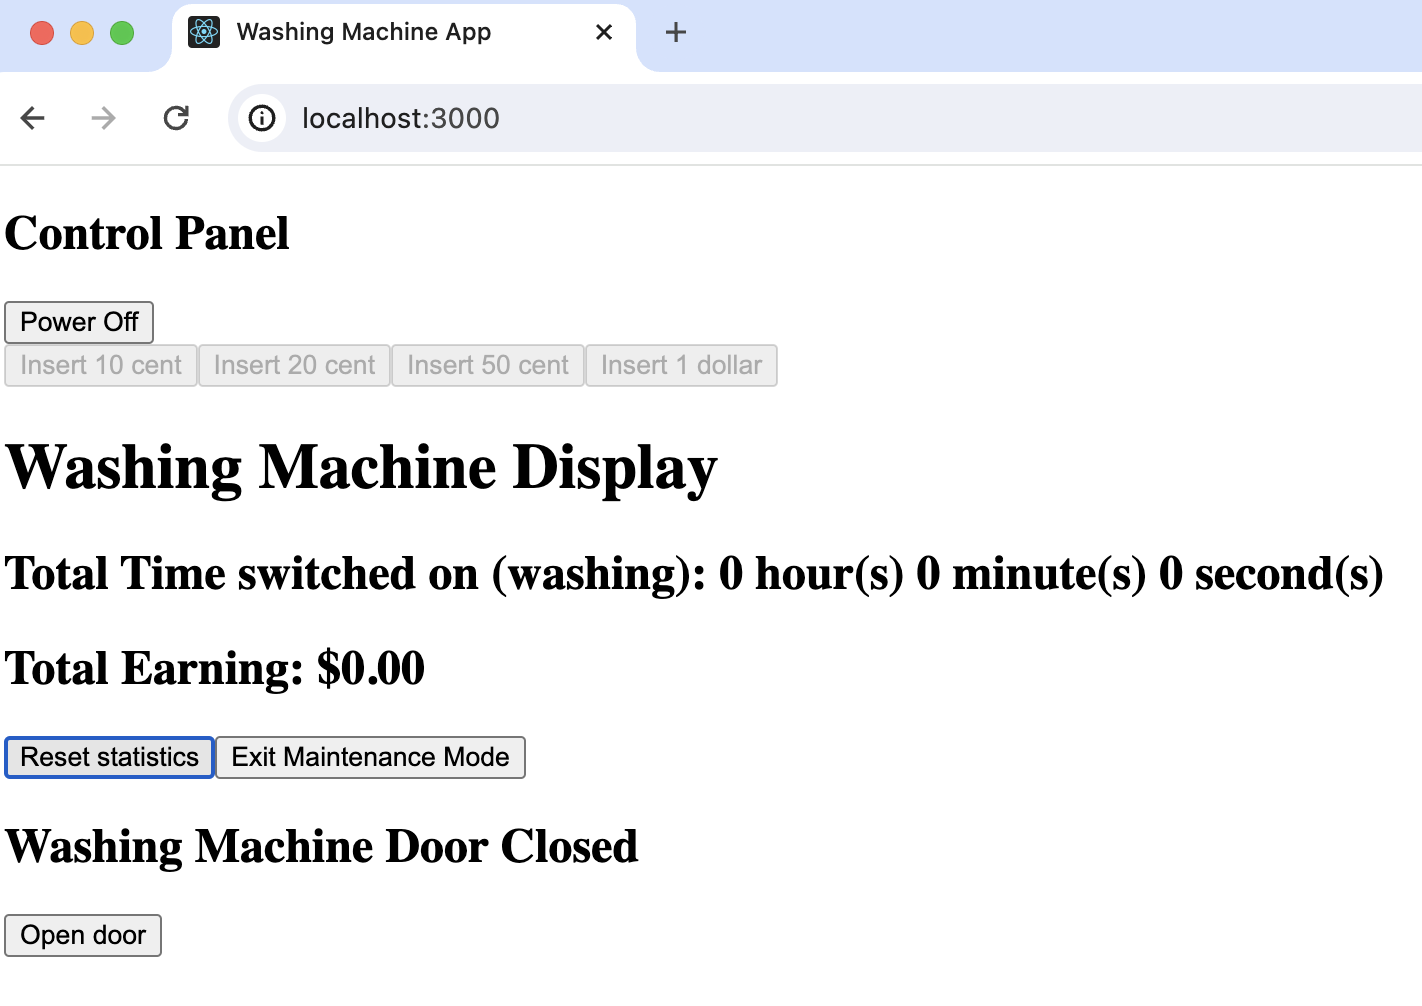 Washing Machine App
localhost:3000
Control Panel
Power Off
Insert 10 cent Insert 20 cent Insert 50 cent Insert 1 dollar
Washing Machine Display
Total Time switched on (washing): 0 hour(s) 0 minute(s) 0 second(s)
Total Earning: $0.00
Reset statistics Exit Maintenance Mode
Washing Machine Door Closed
Open door